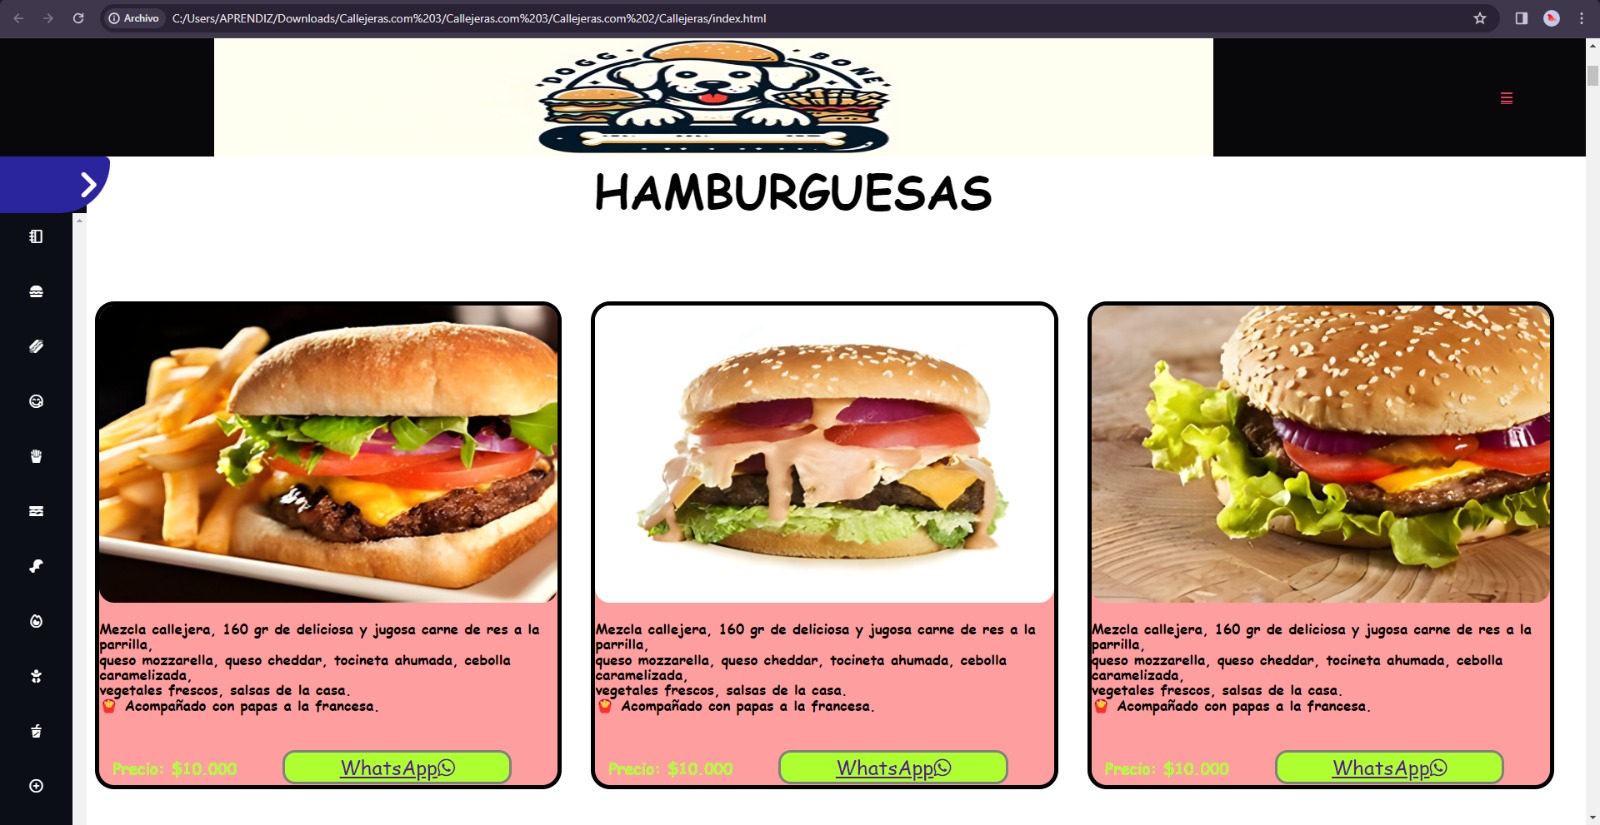 Archivo C:/Users/APRENDIZ/Downloads/Callejeras.com%203/Callejeras.com%203/Callejeras.com%202/Callejeras/index.html
DOGG BONE
HAMBURGUESAS
Mezcla callejera, 160 gr de deliciosa y jugosa carne de res a la
parrilla,
queso mozzarella, queso cheddar, tocineta ahumada, cebolla
caramelizada,
vegetales frescos, salsas de la casa.
🍟 Acompañado con papas a la francesa.
Precio: $10.000 WhatsApp
Mezcla callejera, 160 gr de deliciosa y jugosa carne de res a la
parrilla,
queso mozzarella, queso cheddar, tocineta ahumada, cebolla
caramelizada,
vegetales frescos, salsas de la casa.
🍟 Acompañado con papas a la francesa.
Precio: $10.000 WhatsApp
Mezcla callejera, 160 gr de deliciosa y jugosa carne de res a la
parrilla,
queso mozzarella, queso cheddar, tocineta ahumada, cebolla
caramelizada,
vegetales frescos, salsas de la casa.
🍟 Acompañado con papas a la francesa.
Precio: $10.000 WhatsApp